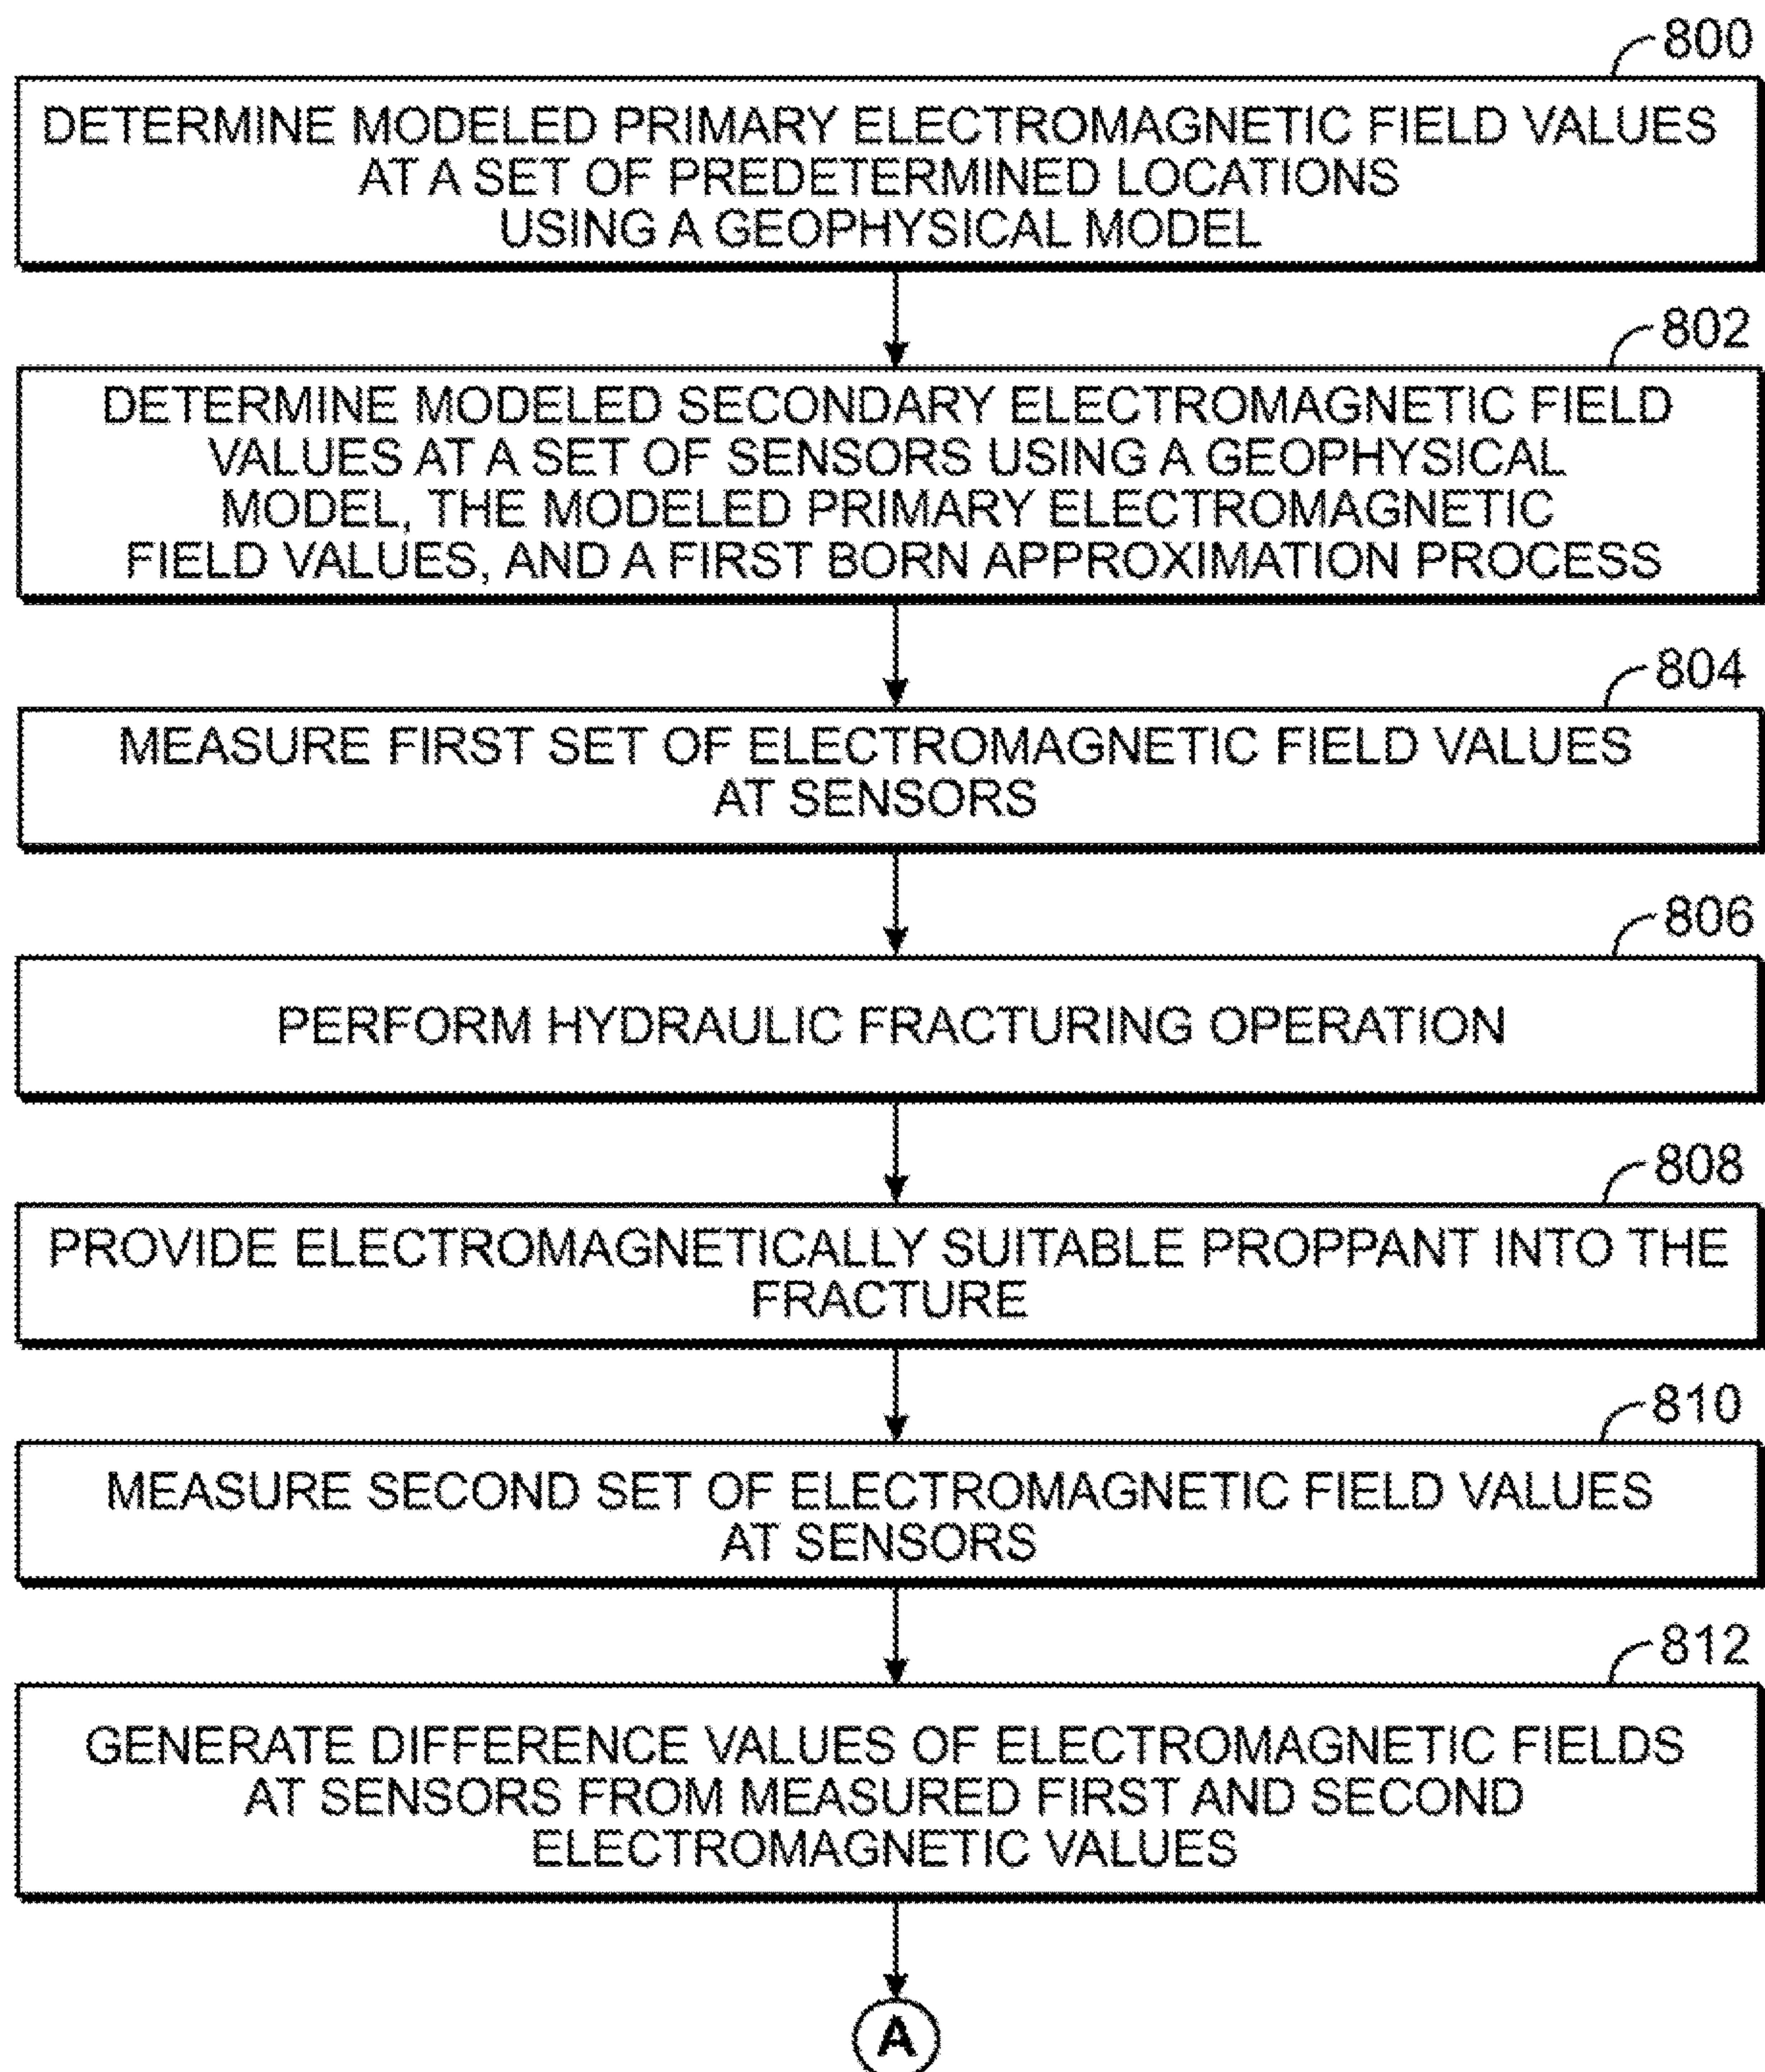 800
DETERMINE MODELED PRIMARY ELECTROMAGNETIC FIELD VALUES
AT A SET OF PREDETERMINED LOCATIONS
USING A GEOPHYSICAL MODEL
802
DETERMINE MODELED SECONDARY ELECTROMAGNETIC FIELD
VALUES AT A SET OF SENSORS USING A GEOPHYSICAL
MODEL, THE MODELED PRIMARY ELECTROMAGNETIC
FIELD VALUES, AND A FIRST BORN APPROXIMATION PROCESS
804
MEASURE FIRST SET OF ELECTROMAGNETIC FIELD VALUES
AT SENSORS
806
PERFORM HYDRAULIC FRACTURING OPERATION
808
PROVIDE ELECTROMAGNETICALLY SUITABLE PROPPANT INTO THE
FRACTURE
810
MEASURE SECOND SET OF ELECTROMAGNETIC FIELD VALUES
AT SENSORS
812
GENERATE DIFFERENCE VALUES OF ELECTROMAGNETIC FIELDS
AT SENSORS FROM MEASURED FIRST AND SECOND
ELECTROMAGNETIC VALUES
A